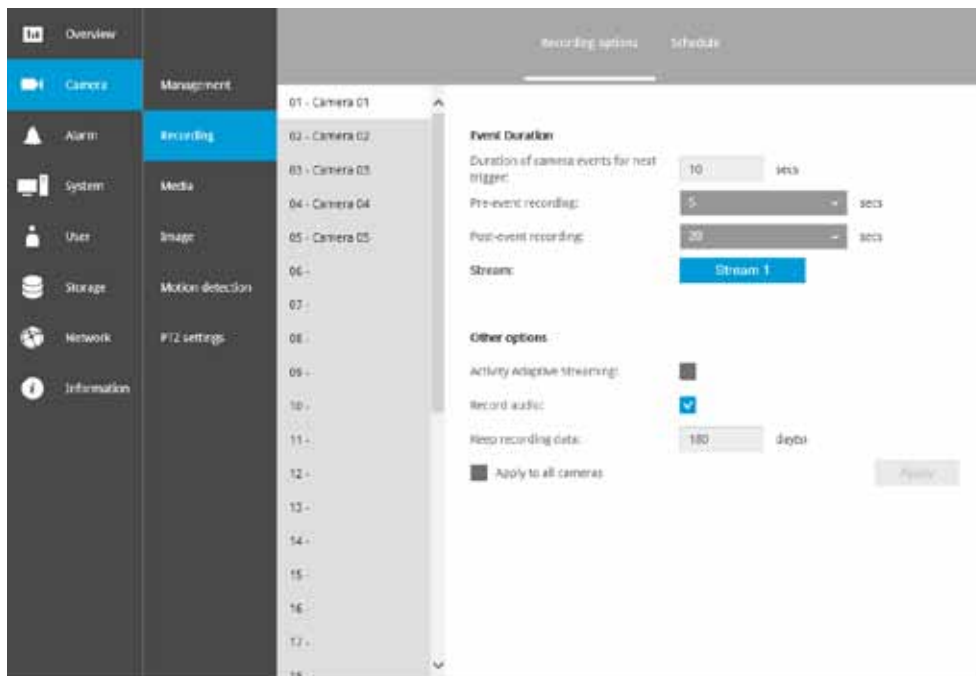 Overview
Camera
Alarm
System
User
Storage
Network
Information
Management
Recording
Media
Image
Motion detection
PTZ settings
Recording options
Schedule
01 - Camera 01
02 - Camera 02
03 - Camera 03
04 - Camera 04
05 - Camera 05
06 -
07 -
08 -
09 -
10 -
11 -
12 -
13 -
14 -
15 -
16 -
17 -
Event Duration
Duration of camera events for next
trigger:
10 secs
Pre-event recording: 5 secs
Post-event recording: 20 secs
Stream: Stream 1
Other options
Activity Adaptive Streaming:
Record audio:
Keep recording data: 180 day(s)
Apply to all cameras
Apply